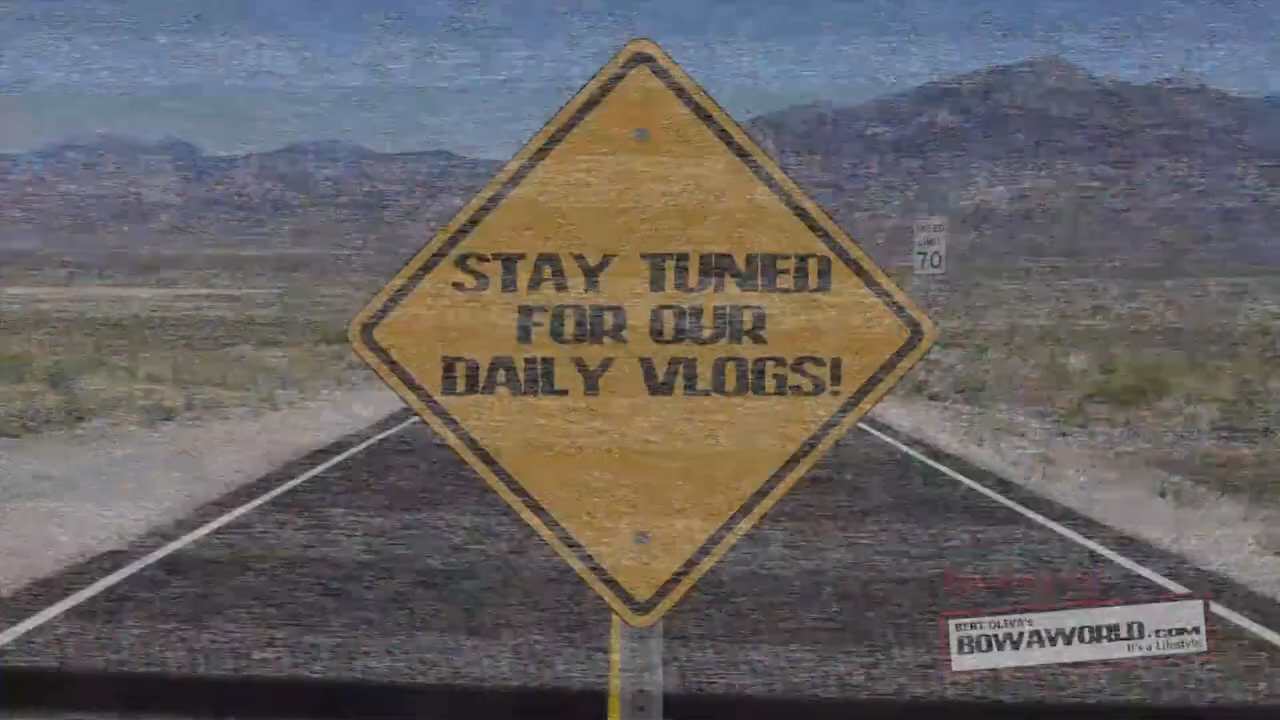 SPEED
LIMIT
70
STAY TUNED
FOR OUR
DAILY VLOGS!
BERT OLIVA'S
BOWAWORLD.COM
It's a Lifestyle